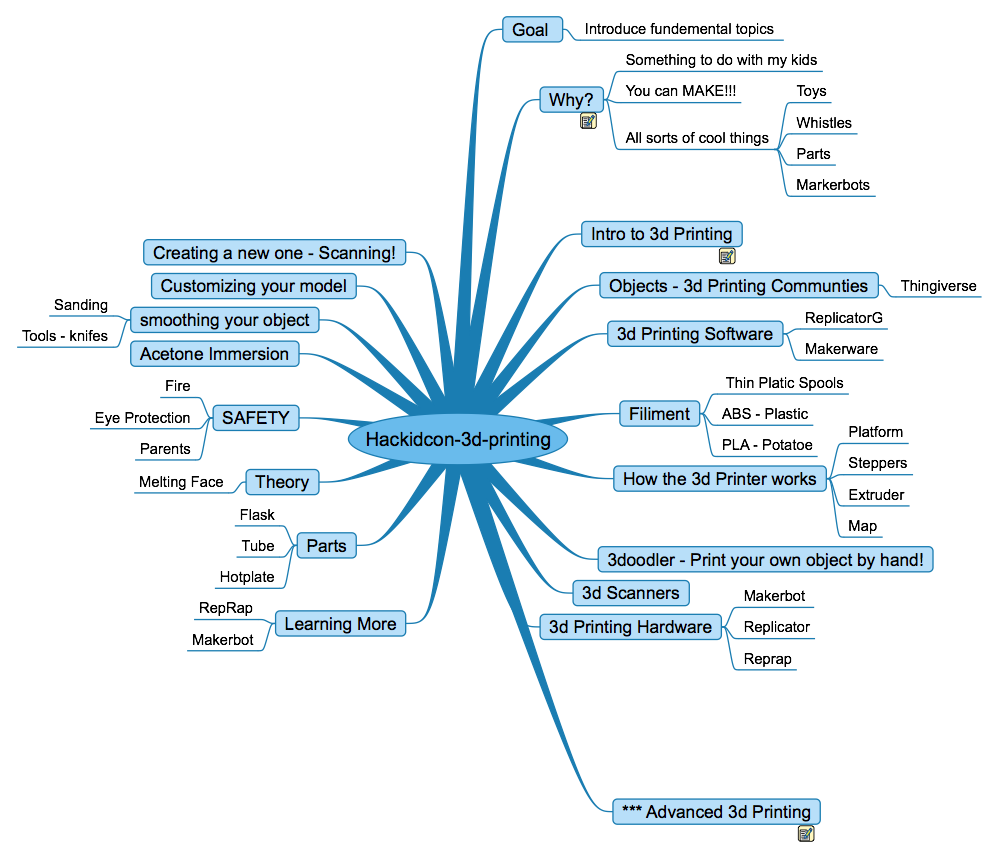 Goal
Introduce fundemental topics
Why?
Something to do with my kids
You can MAKE!!!
All sorts of cool things
Toys
Whistles
Parts
Markerbots
Intro to 3d Printing
Objects - 3d Printing Communties
Thingiverse
3d Printing Software
ReplicatorG
Makerware
Filiment
Thin Platic Spools
ABS - Plastic
PLA - Potatoe
How the 3d Printer works
Platform
Steppers
Extruder
Map
3doodler - Print your own object by hand!
3d Scanners
3d Printing Hardware
Makerbot
Replicator
Reprap
*** Advanced 3d Printing
Hackidcon-3d-printing
Creating a new one - Scanning!
Customizing your model
smoothing your object
Sanding
Tools - knifes
Acetone Immersion
SAFETY
Fire
Eye Protection
Parents
Theory
Melting Face
Parts
Flask
Tube
Hotplate
Learning More
RepRap
Makerbot